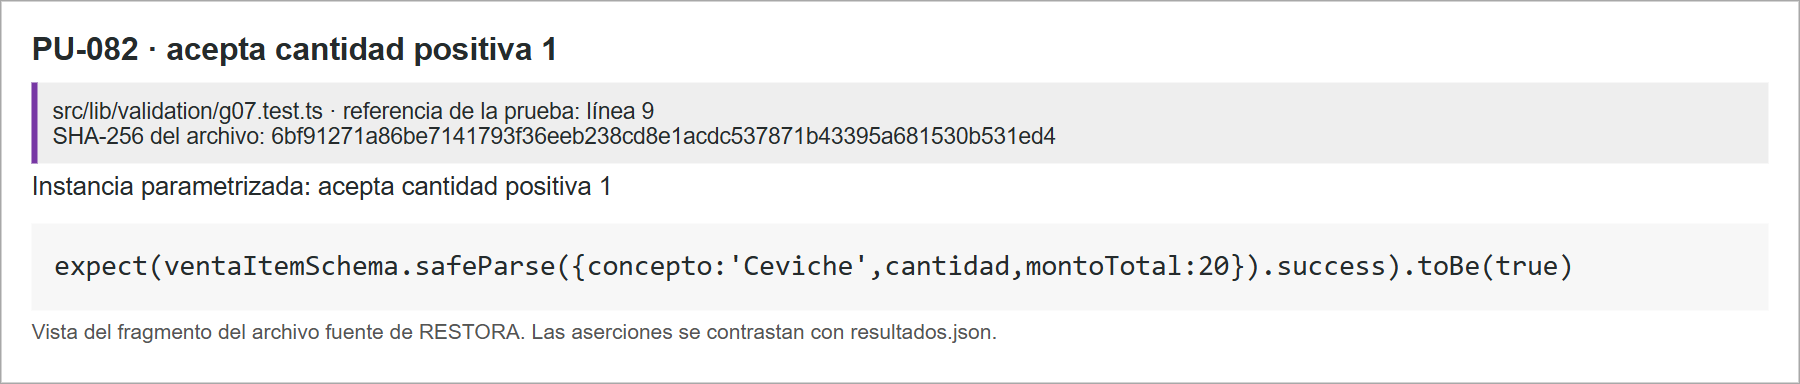 PU-082 · acepta cantidad positiva 1
src/lib/validation/g07.test.ts · referencia de la prueba: línea 9
SHA-256 del archivo: 6bf91271a86be7141793f36eeb238cd8e1acdc537871b43395a681530b531ed4
Instancia parametrizada: acepta cantidad positiva 1
expect(ventaItemSchema.safeParse({concepto:'Ceviche',cantidad,montoTotal:20}).success).toBe(true)
Vista del fragmento del archivo fuente de RESTORA. Las aserciones se contrastan con resultados.json.